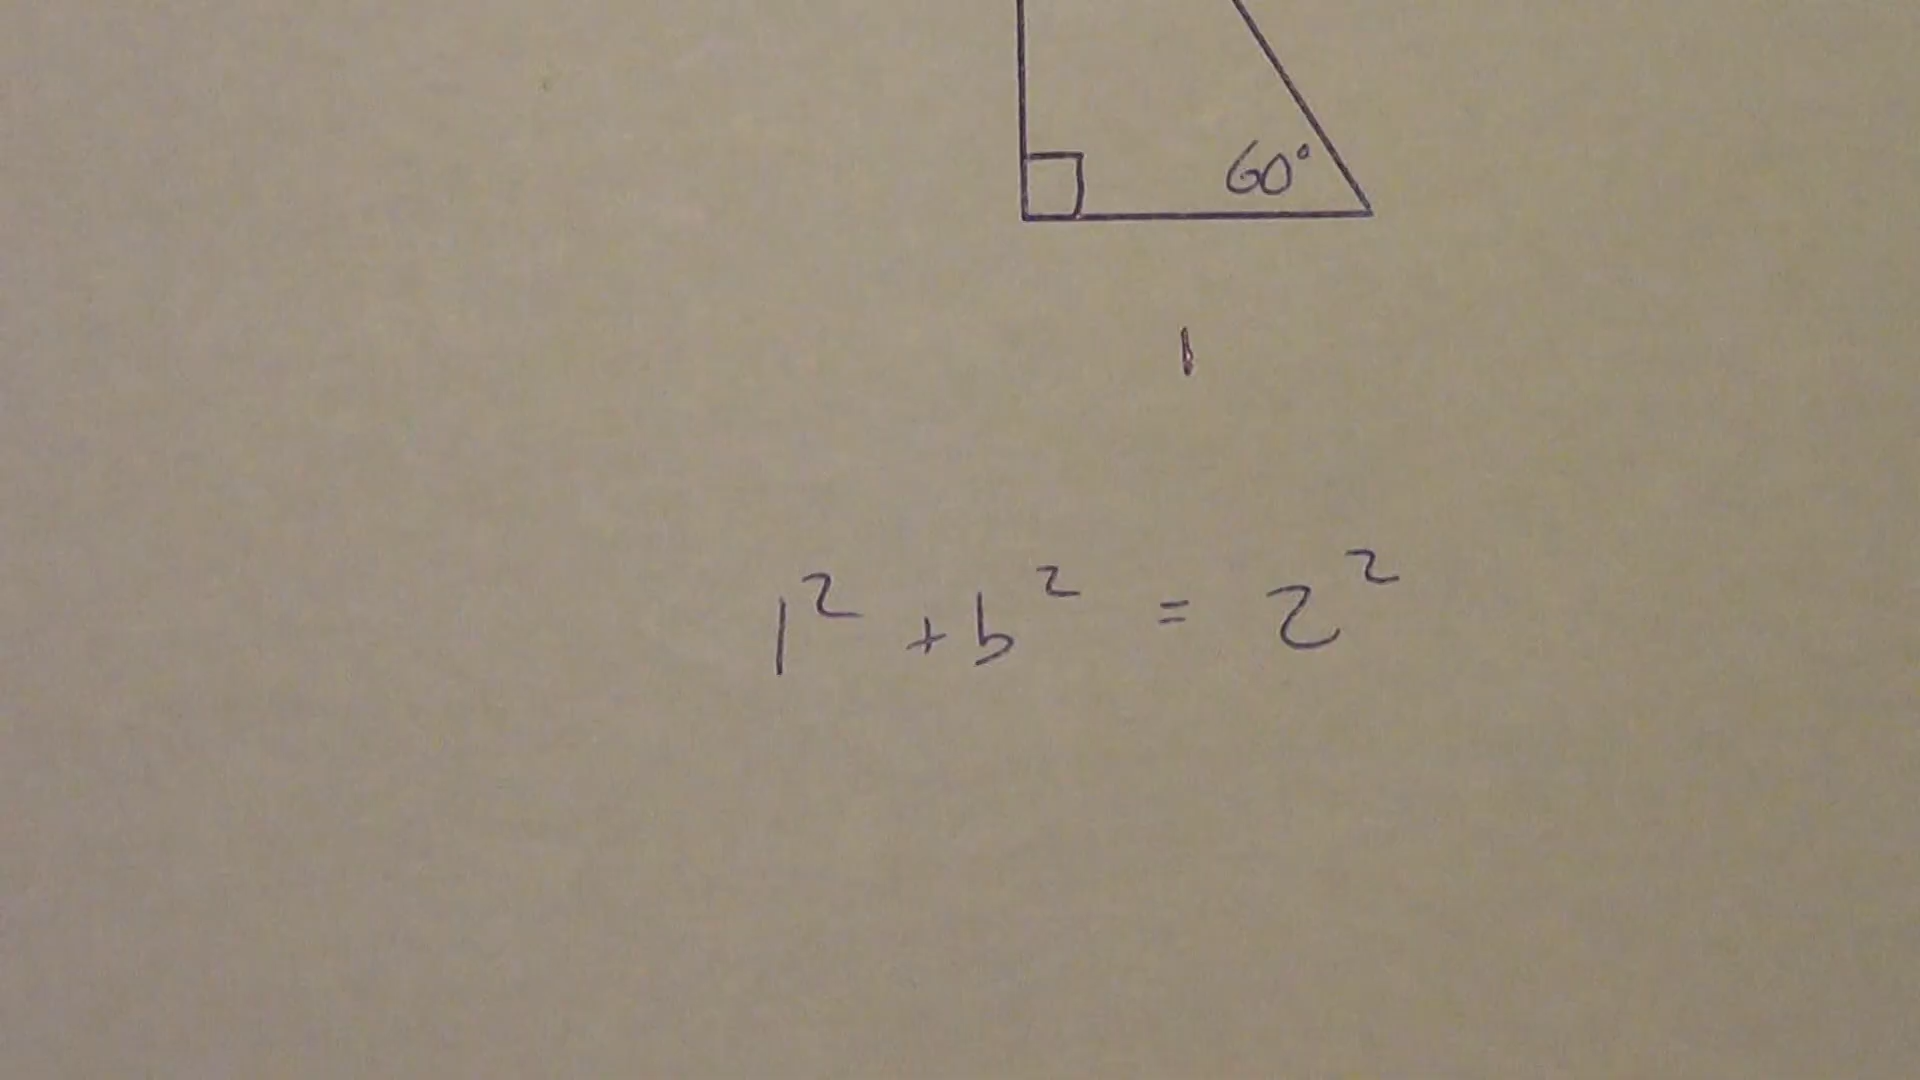 60°
1
1² + b² = 2²